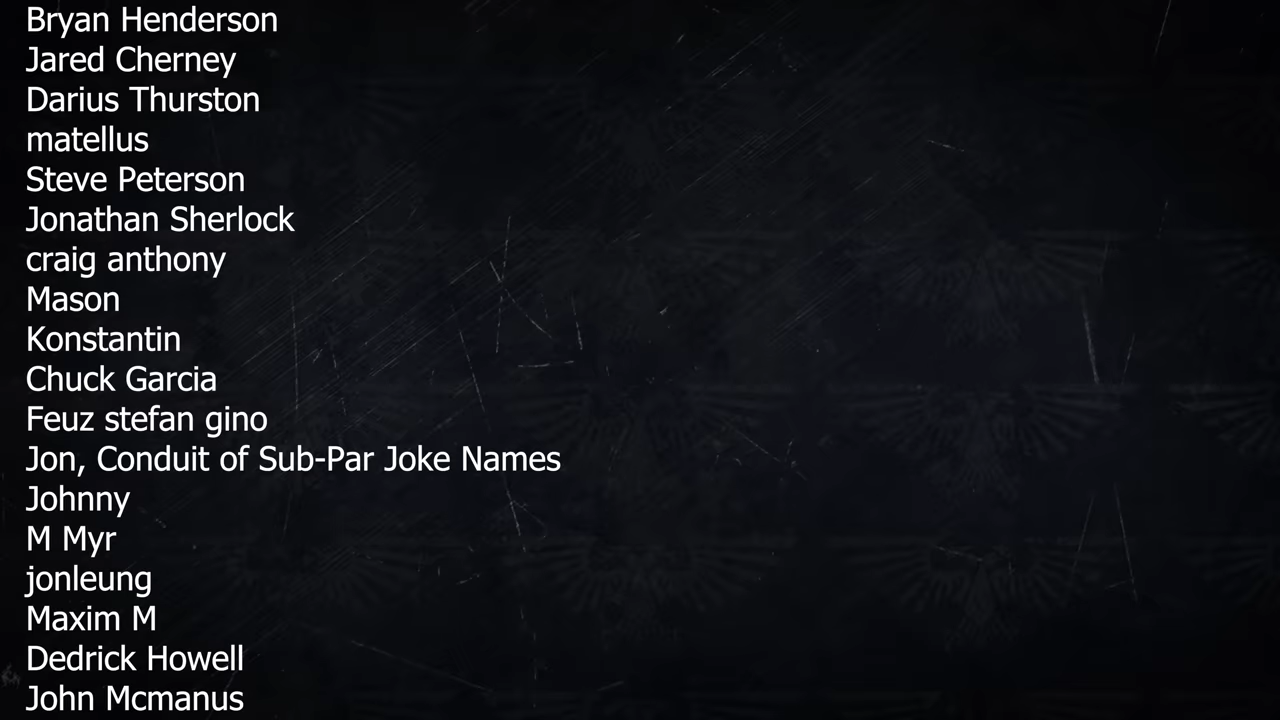 Bryan Henderson
Jared Cherney
Darius Thurston
matellus
Steve Peterson
Jonathan Sherlock
craig anthony
Mason
Konstantin
Chuck Garcia
Feuz stefan gino
Jon, Conduit of Sub-Par Joke Names
Johnny
M Myr
jonleung
Maxim M
Dedrick Howell
John Mcmanus